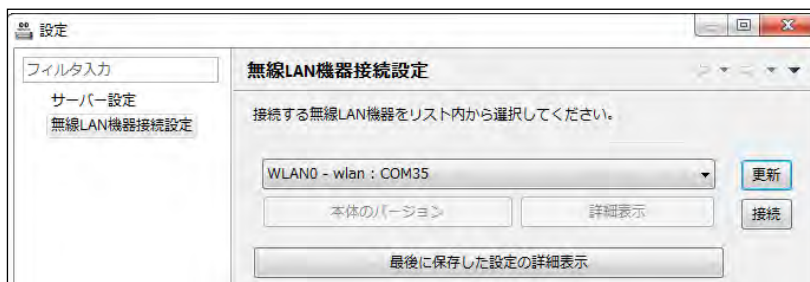 設定
フィルタ入力
サーバー設定
無線LAN機器接続設定
無線LAN機器接続設定
接続する無線LAN機器をリスト内から選択してください。
WLAN0 - wlan : COM35
更新
本体のバージョン
詳細表示
接続
最後に保存した設定の詳細表示